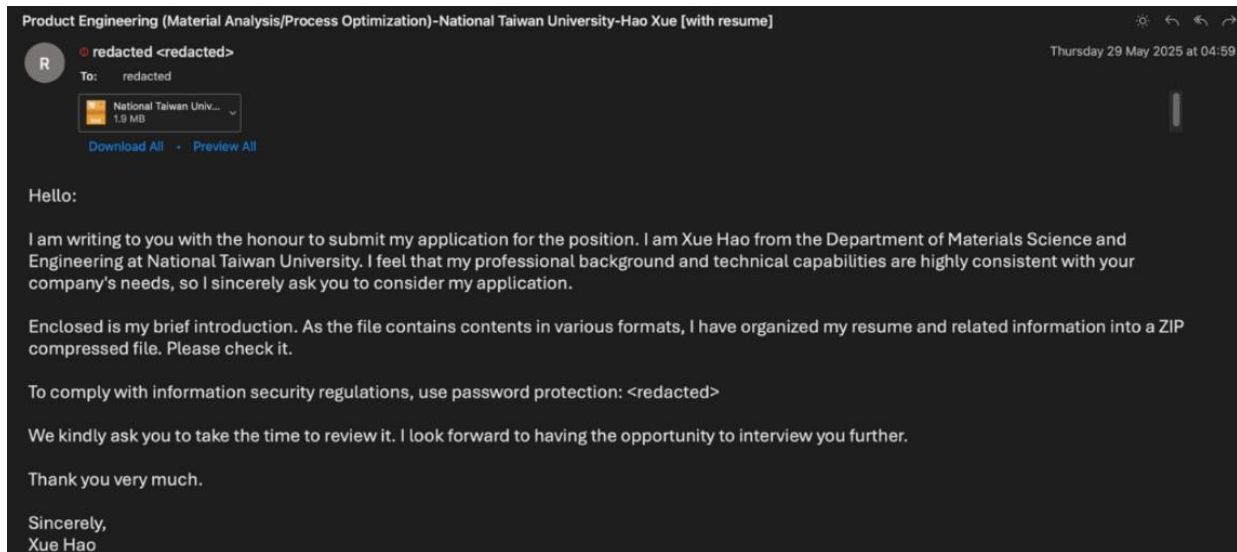 Product Engineering (Material Analysis/Process Optimization)-National Taiwan University-Hao Xue [with resume]
R
redacted <redacted>
Thursday 29 May 2025 at 04:59
To: redacted
National Taiwan Univ...
1.9 MB
Download All • Preview All
Hello:
I am writing to you with the honour to submit my application for the position. I am Xue Hao from the Department of Materials Science and
Engineering at National Taiwan University. I feel that my professional background and technical capabilities are highly consistent with your
company's needs, so I sincerely ask you to consider my application.
Enclosed is my brief introduction. As the file contains contents in various formats, I have organized my resume and related information into a ZIP
compressed file. Please check it.
To comply with information security regulations, use password protection: <redacted>
We kindly ask you to take the time to review it. I look forward to having the opportunity to interview you further.
Thank you very much.
Sincerely,
Xue Hao